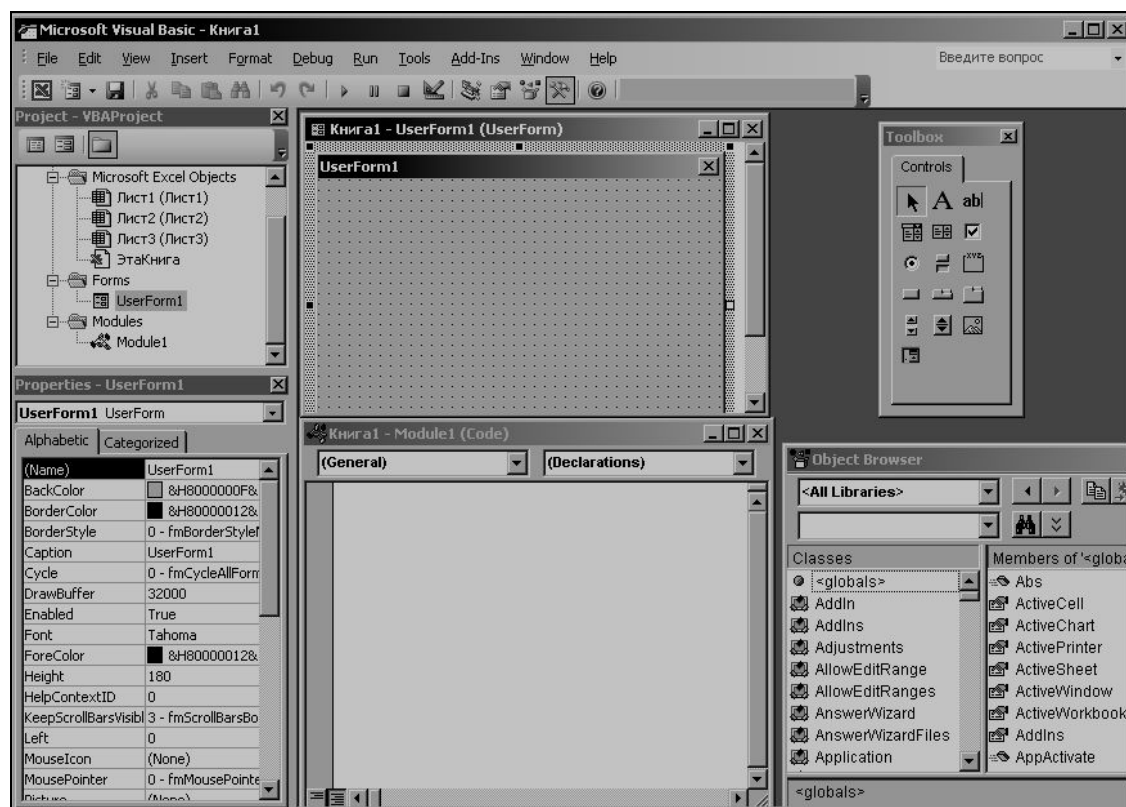 Microsoft Visual Basic - Книга1
File Edit View Insert Format Debug Run Tools Add-Ins Window Help
Введите вопрос
Project - VBAProject
Microsoft Excel Objects
Лист1 (Лист1)
Лист2 (Лист2)
Лист3 (Лист3)
ЭтаКнига
Forms
UserForm1
Modules
Module1
Properties - UserForm1
UserForm1 UserForm
Alphabetic Categorized
(Name) UserForm1
BackColor &H8000000F&
BorderColor &H80000012&
BorderStyle 0 - fmBorderStyle
Caption UserForm1
Cycle 0 - fmCycleAllForm
DrawBuffer 32000
Enabled True
Font Tahoma
ForeColor &H80000012&
Height 180
HelpContextID 0
KeepScrollBarsVisibl 3 - fmScrollBarsBo
Left 0
MouseIcon (None)
MousePointer 0 - fmMousePointe
Picture (None)
Книга1 - UserForm1 (UserForm)
UserForm1
Книга1 - Module1 (Code)
(General) (Declarations)
Toolbox
Controls
A ab|
XYZ
Object Browser
<All Libraries>
Classes Members of '<globa
<globals> Abs
AddIn ActiveCell
AddIns ActiveChart
Adjustments ActivePrinter
AllowEditRange ActiveSheet
AllowEditRanges ActiveWindow
AnswerWizard ActiveWorkbook
AnswerWizardFiles AddIns
Application AppActivate
<globals>